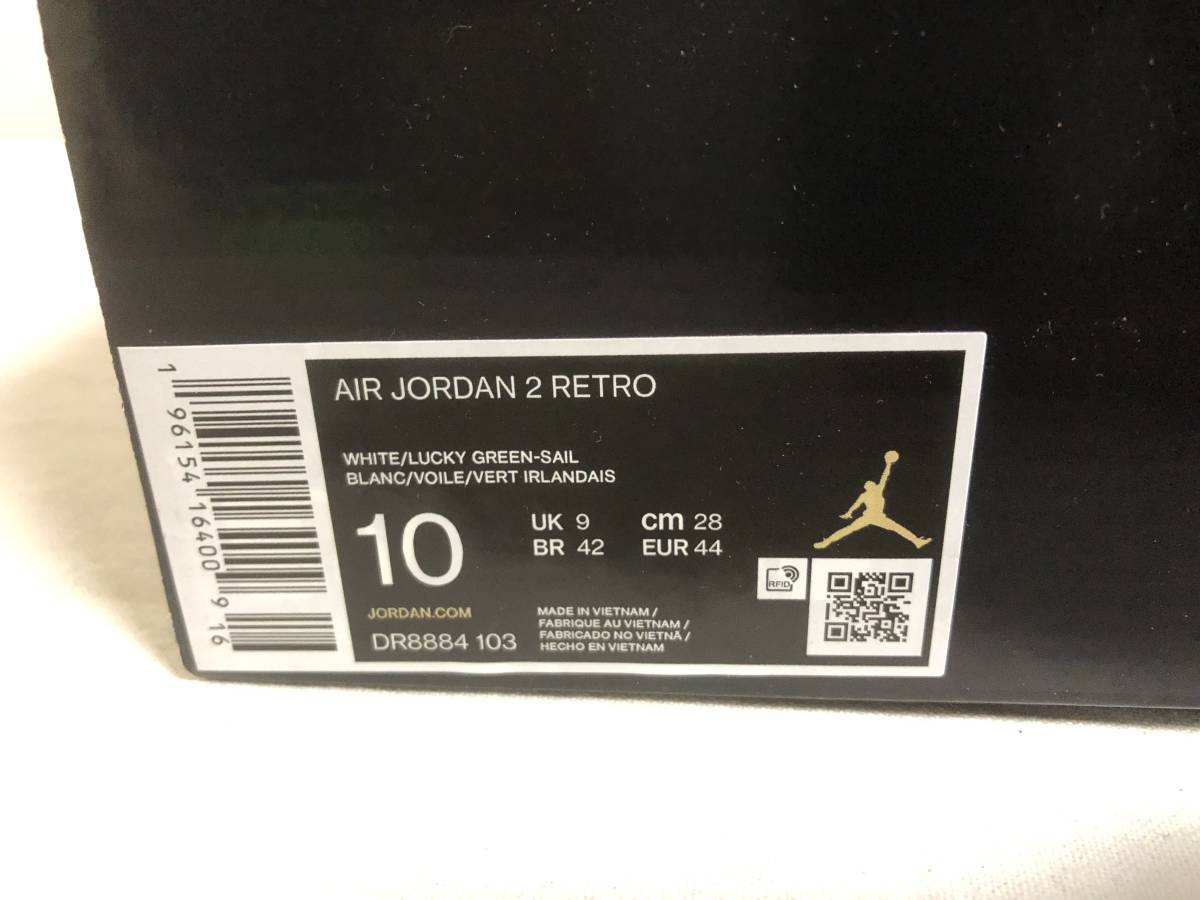 AIR JORDAN 2 RETRO
WHITE/LUCKY GREEN-SAIL
BLANC/VOILE/VERT IRLANDAIS
10
UK 9 cm 28
BR 42 EUR 44
JORDAN.COM
DR8884 103
MADE IN VIETNAM /
FABRIQUE AU VIETNAM /
FABRICADO NO VIETNÃ /
HECHO EN VIETNAM
RFID
1 96154 16400 9 16